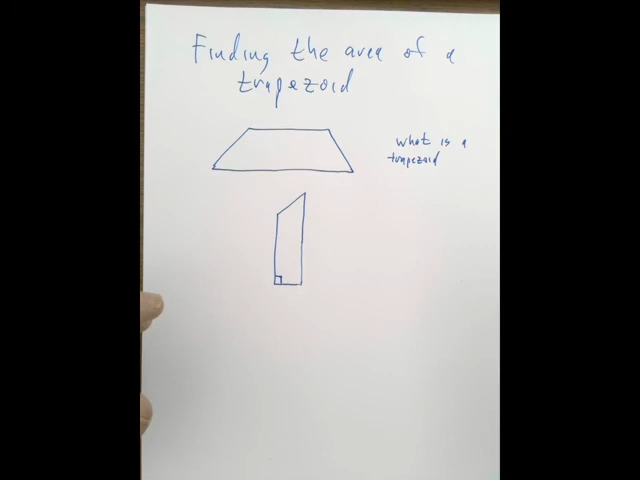 Finding the area of a
trapezoid
what is a
trapezoid